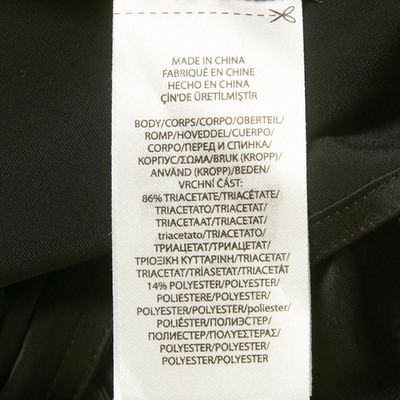 MADE IN CHINA
FABRIQUÉ EN CHINE
HECHO EN CHINA
ÇİN'DE ÜRETİLMİŞTİR
BODY/CORPS/CORPO/OBERTEIL/
ROMP/HOVEDDEL/CUERPO/
CORPO/ПЕРЕД И СПИНКА/
КОРПУС/ΣΩΜΑ/BRUK (KROPP)/
ANVÄND (KROPP)/BEDEN/
VRCHNÍ ČÁST:
86% TRIACETATE/TRIACÉTATE/
TRIACETATO/TRIACETAT/
TRIACETAAT/TRIACETAT/
triacetato/TRIACETATO/
ТРИАЦЕТАТ/ТРИАЦЕТАТ/
ΤΡΙΟΞΙΚΗ ΚΥΤΤΑΡΙΝΗ/TRIACETAT/
TRIACETAT/TRİASETAT/TRIACETÁT
14% POLYESTER/POLYESTER/
POLIESTERE/POLYESTER/
POLYESTER/POLYESTER/poliester/
POLIÉSTER/ПОЛИЭСТЕР/
ПОЛИЕСТЕР/ΠΟΛΥΕΣΤΕΡΑΣ/
POLYESTER/POLYESTER/
POLYESTER/POLYESTER